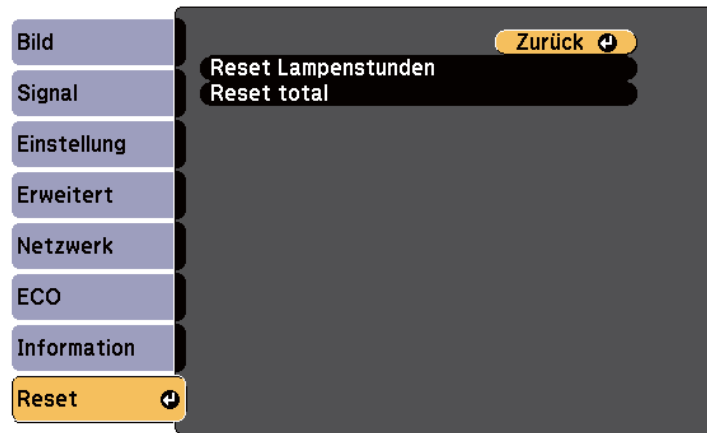 Bild
Signal
Einstellung
Erweitert
Netzwerk
ECO
Information
Reset
Zurück
Reset Lampenstunden
Reset total